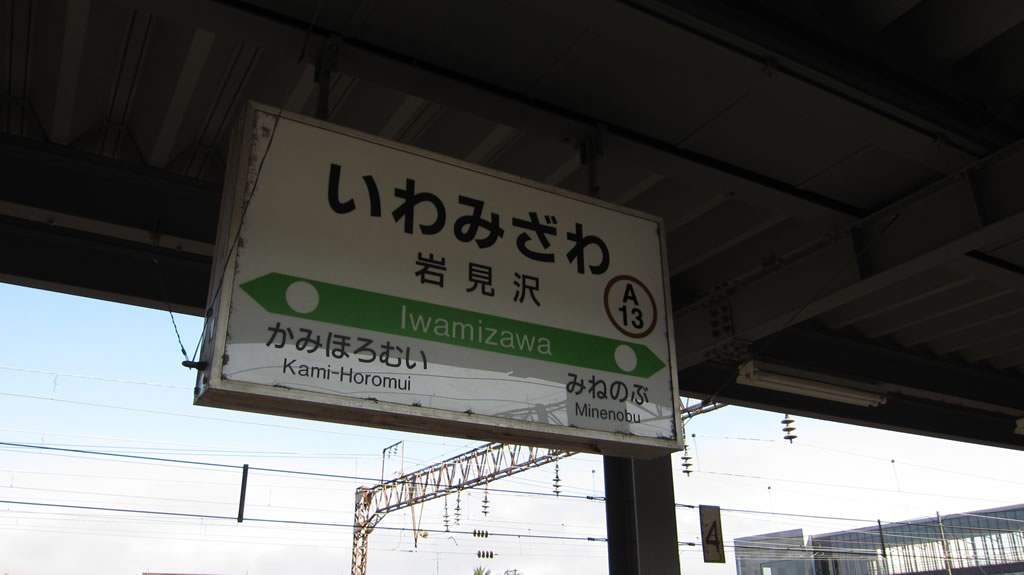 いわみざわ
岩見沢
A
13
Iwamizawa
かみほろむい
Kami-Horomui
みねのぶ
Minenobu
4